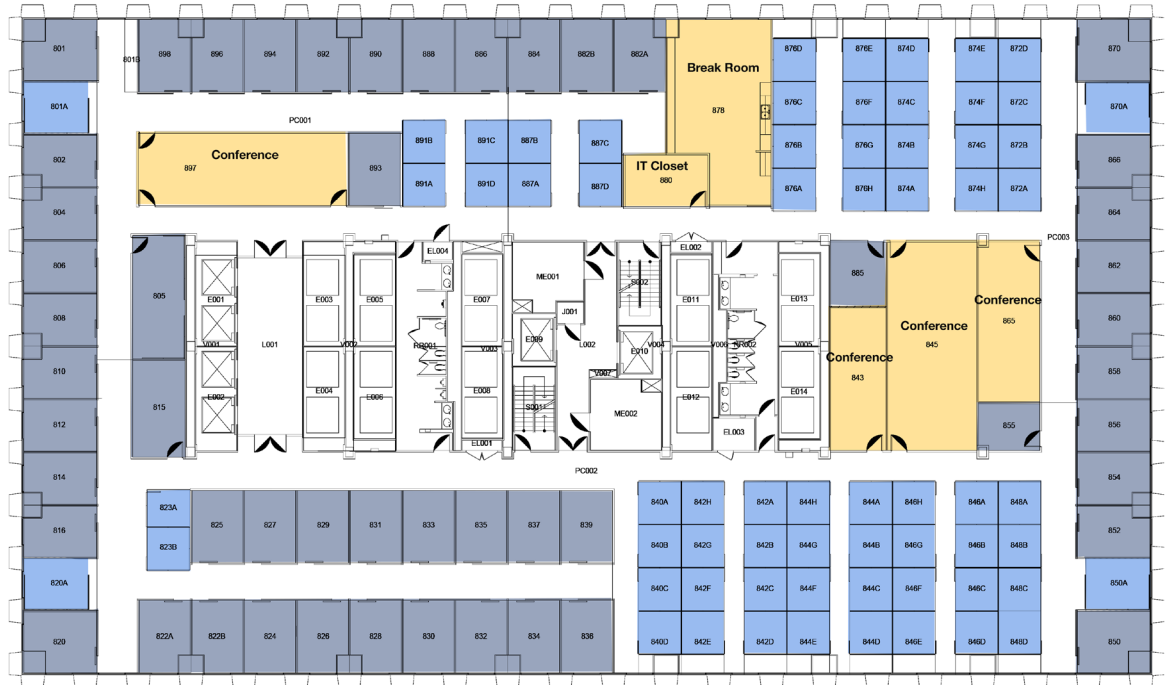 801
801B
898
896
894
892
890
888
886
884
882B
882A
Break Room
878
876D
876E
874D
874E
872D
870
801A
876C
876F
874C
874F
872C
870A
PC001
802
Conference
897
893
891B
891C
887B
887C
876B
876G
874B
874G
872B
866
IT Closet
880
891A
891D
887A
887D
876A
876H
874A
874H
872A
804
864
PC003
806
805
E001
L001
E003
E005
EL004
E007
ME001
S002
EL002
E011
E013
885
862
808
J001
Conference
865
860
Conference
845
V001
V002
RR001
V003
E009
L002
E010
V004
V006
RR002
V005
Conference
843
810
V007
858
E002
E004
E006
E008
E012
E014
812
815
S001
ME002
EL003
855
856
EL001
814
PC002
854
823A
825
827
829
831
833
835
837
839
840A
842H
842A
844H
844A
846H
846A
848A
816
852
823B
840B
842G
842B
844G
844B
846G
846B
848B
820A
840C
842F
842C
844F
844C
846F
846C
848C
850A
820
822A
822B
824
826
828
830
832
834
836
840D
842E
842D
844E
844D
846E
846D
848D
850